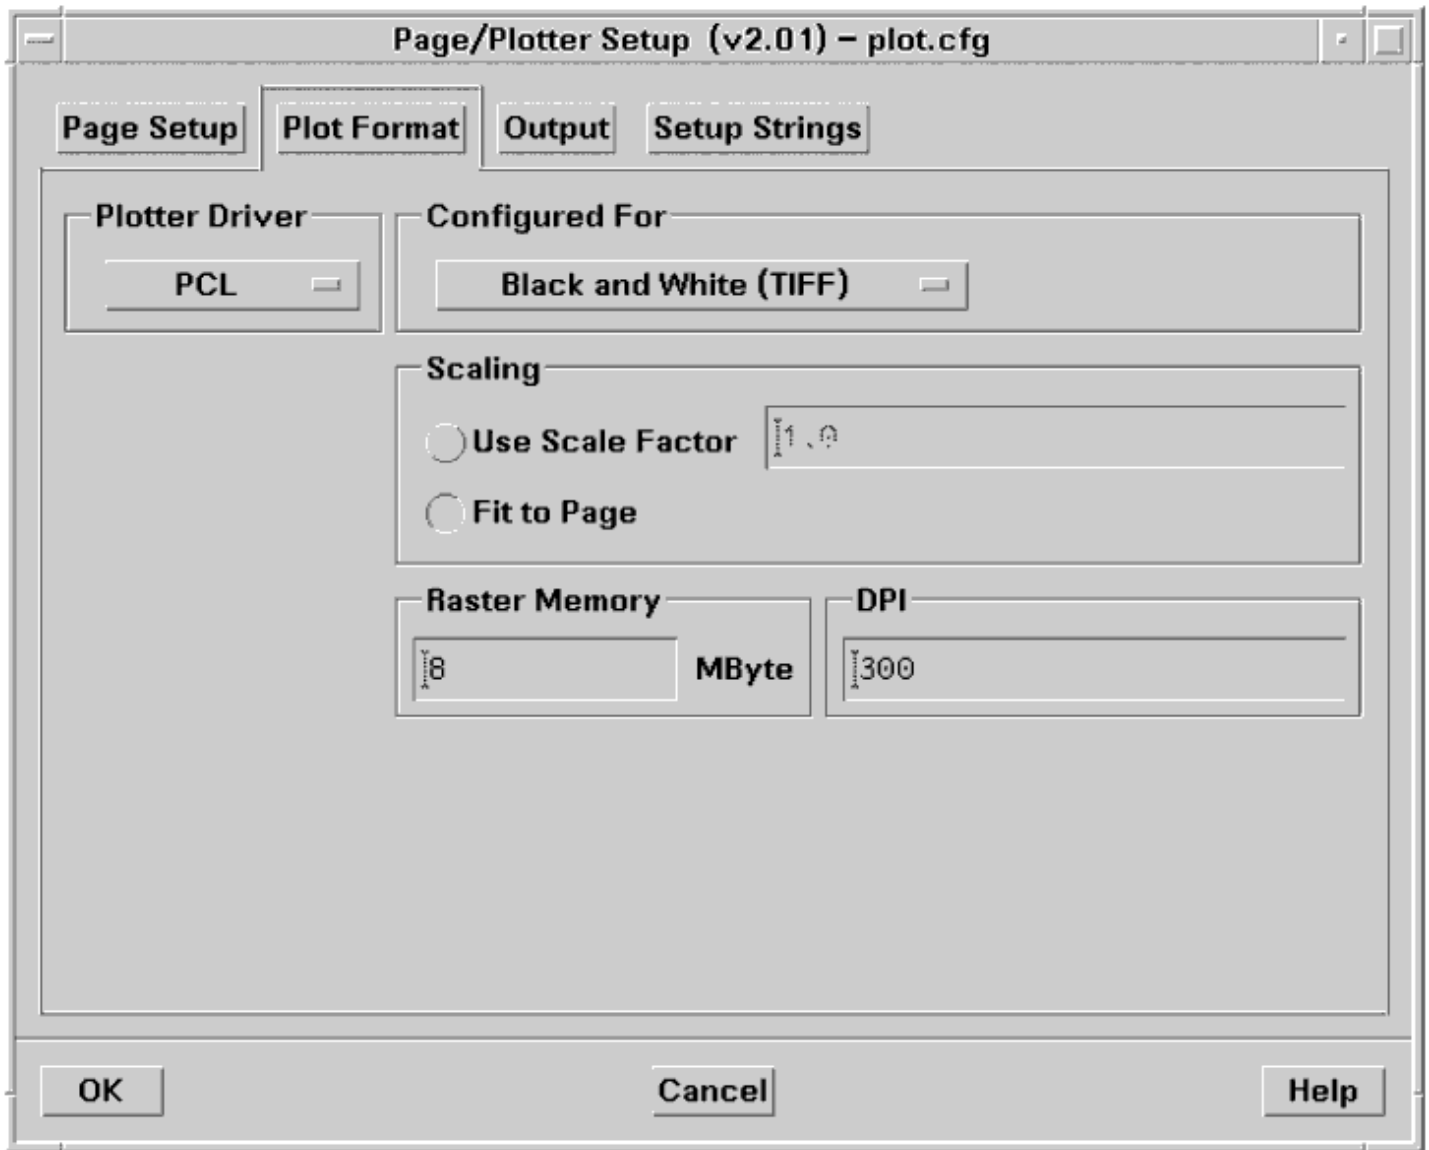 Page/Plotter Setup (v2.01) – plot.cfg
Page Setup Plot Format Output Setup Strings
Plotter Driver Configured For
PCL Black and White (TIFF)
Scaling
Use Scale Factor 1.0
Fit to Page
Raster Memory DPI
8 MByte 300
OK Cancel Help